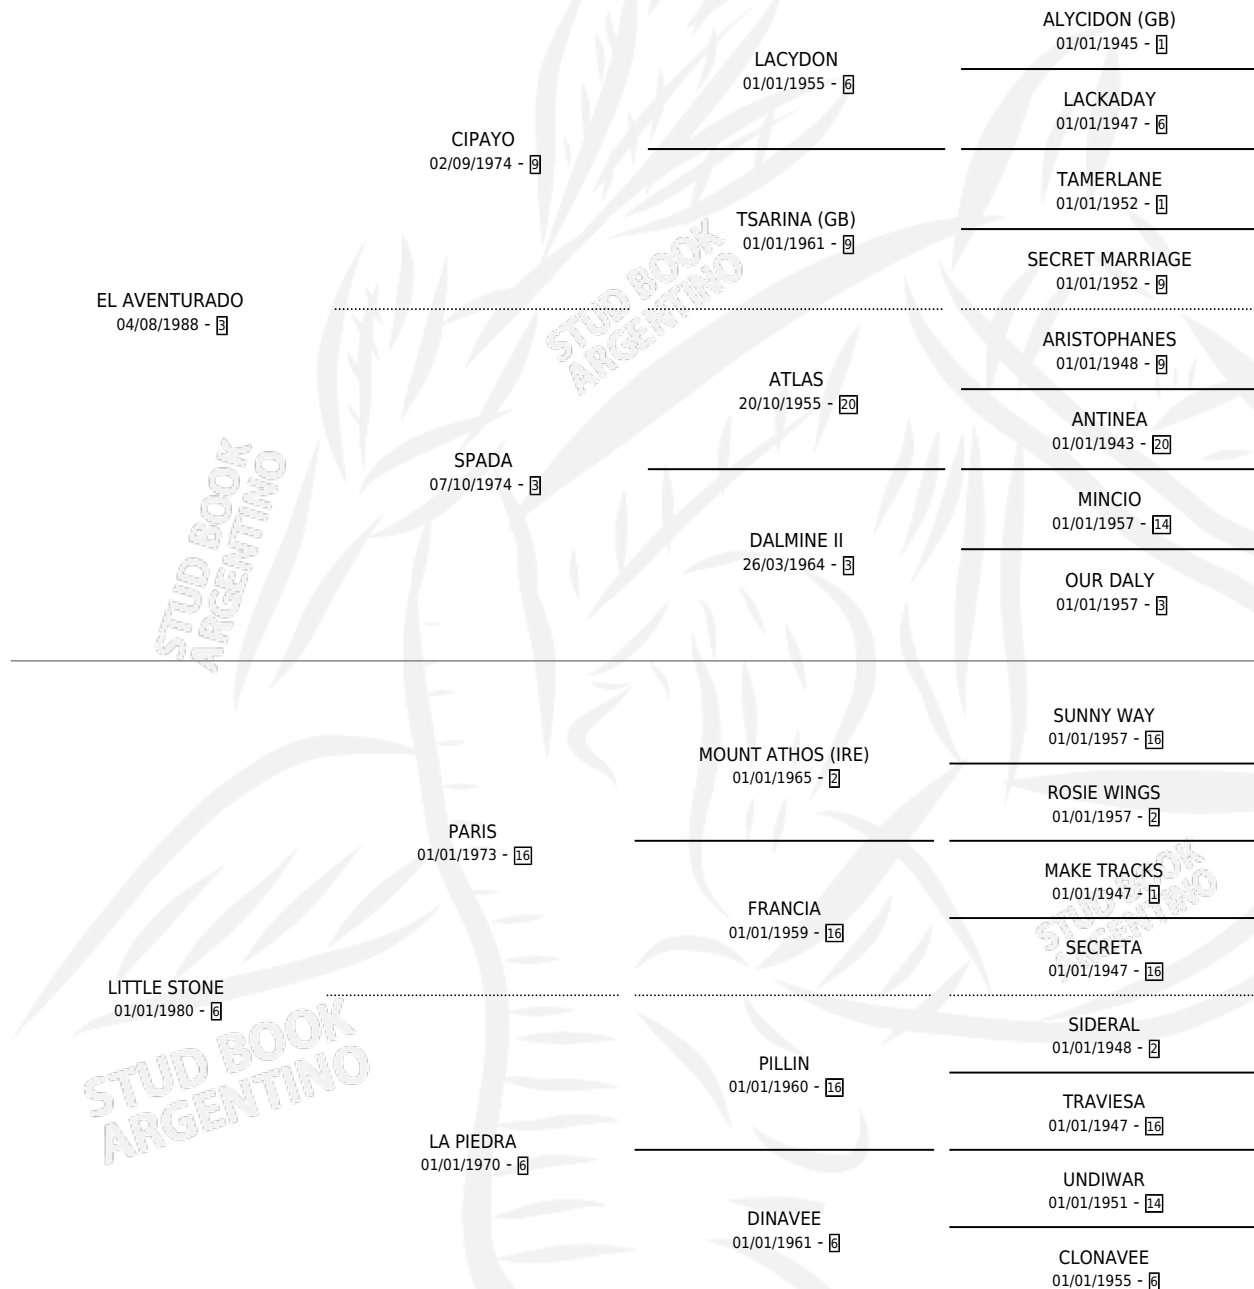 ALYCIDON (GB)
01/01/1945 - 1
LACYDON
01/01/1955 - 6
LACKADAY
01/01/1947 - 6
CIPAYO
02/09/1974 - 9
TAMERLANE
01/01/1952 - 1
TSARINA (GB)
01/01/1961 - 9
SECRET MARRIAGE
01/01/1952 - 9
EL AVENTURADO
04/08/1988 - 3
ARISTOPHANES
01/01/1948 - 9
ATLAS
20/10/1955 - 20
ANTINEA
01/01/1943 - 20
SPADA
07/10/1974 - 3
MINCIO
01/01/1957 - 14
DALMINE II
26/03/1964 - 3
OUR DALY
01/01/1957 - 3
SUNNY WAY
01/01/1957 - 16
MOUNT ATHOS (IRE)
01/01/1965 - 2
ROSIE WINGS
01/01/1957 - 2
PARIS
01/01/1973 - 16
MAKE TRACKS
01/01/1947 - 1
FRANCIA
01/01/1959 - 16
SECRETA
01/01/1947 - 16
LITTLE STONE
01/01/1980 - 6
SIDERAL
01/01/1948 - 2
PILLIN
01/01/1960 - 16
TRAVIESA
01/01/1947 - 16
LA PIEDRA
01/01/1970 - 6
UNDIWAR
01/01/1951 - 14
DINAVEE
01/01/1961 - 6
CLONAVEE
01/01/1955 - 6
STUD BOOK
ARGENTINO
STUD BOOK
ARGENTINO
STUD BOOK
ARGENTINO
STUD BOOK
ARGENTINO